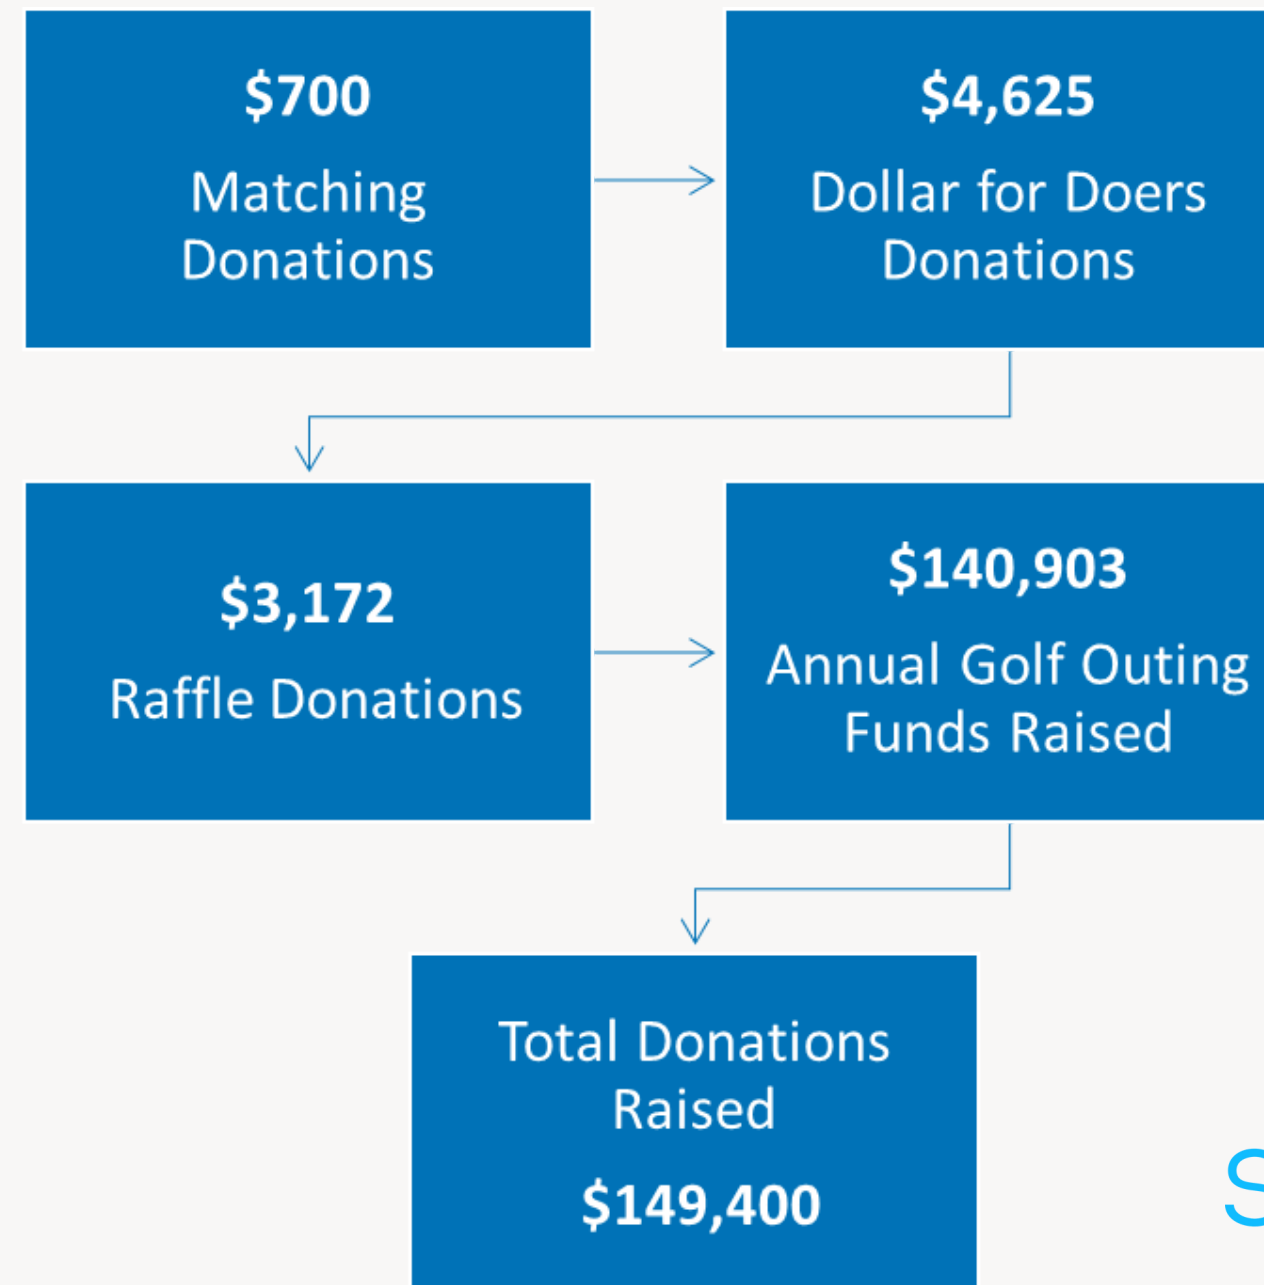 $700
Matching
Donations
$4,625
Dollar for Doers
Donations
$3,172
Raffle Donations
$140,903
Annual Golf Outing
Funds Raised
Total Donations
Raised
$149,400
S